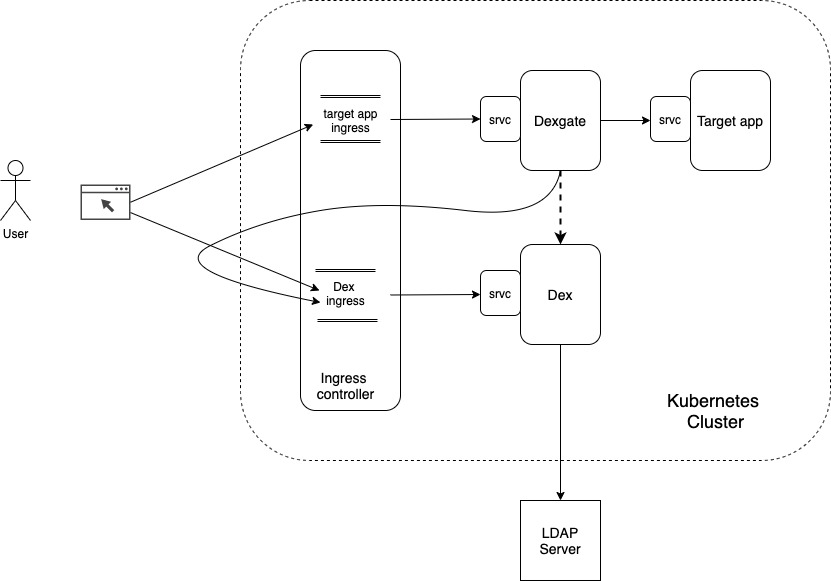 target app
ingress
srvc
Dexgate
srvc
Target app
User
Dex
ingress
srvc
Dex
Ingress
controller
Kubernetes
Cluster
LDAP
Server